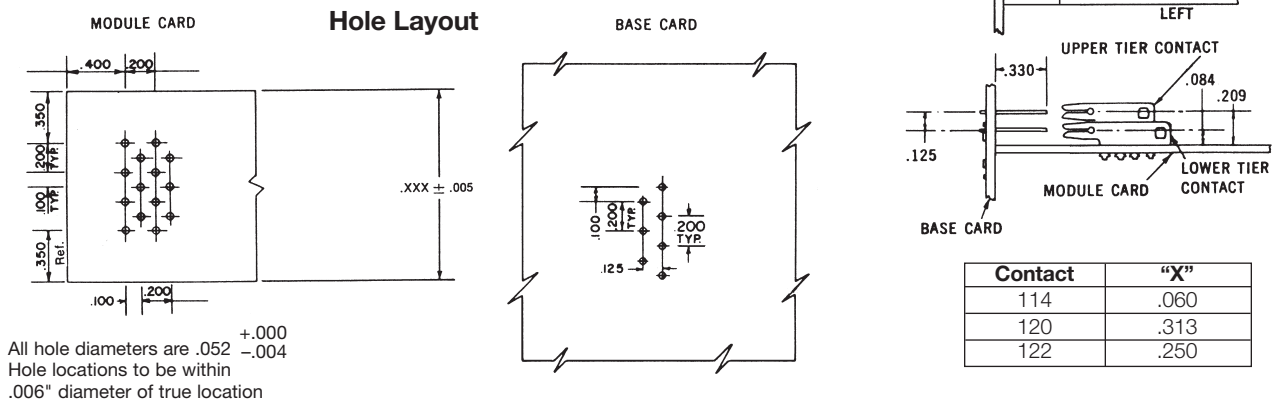 Hole Layout
MODULE CARD
.400
.200
.350
.200
TYP.
.100
TYP.
.350
Ref.
.100
.200
.XXX ± .005
All hole diameters are .052 +.000
–.004
Hole locations to be within
.006" diameter of true location
BASE CARD
.100
.200
TYP.
.200
TYP.
.125
LEFT
UPPER TIER CONTACT
.330
.084
.209
.125
LOWER TIER
CONTACT
MODULE CARD
BASE CARD
Contact “X”
114 .060
120 .313
122 .250